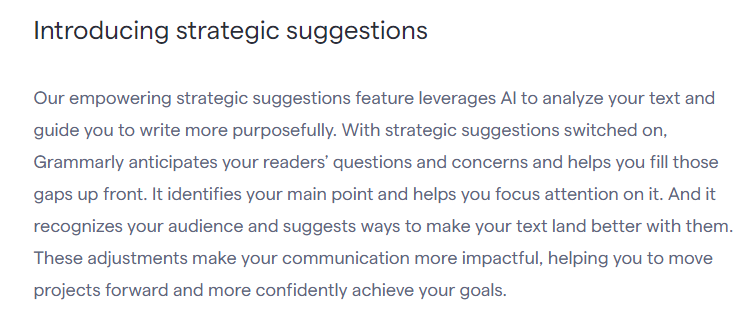 Introducing strategic suggestions
Our empowering strategic suggestions feature leverages AI to analyze your text and
guide you to write more purposefully. With strategic suggestions switched on,
Grammarly anticipates your readers’ questions and concerns and helps you fill those
gaps up front. It identifies your main point and helps you focus attention on it. And it
recognizes your audience and suggests ways to make your text land better with them.
These adjustments make your communication more impactful, helping you to move
projects forward and more confidently achieve your goals.